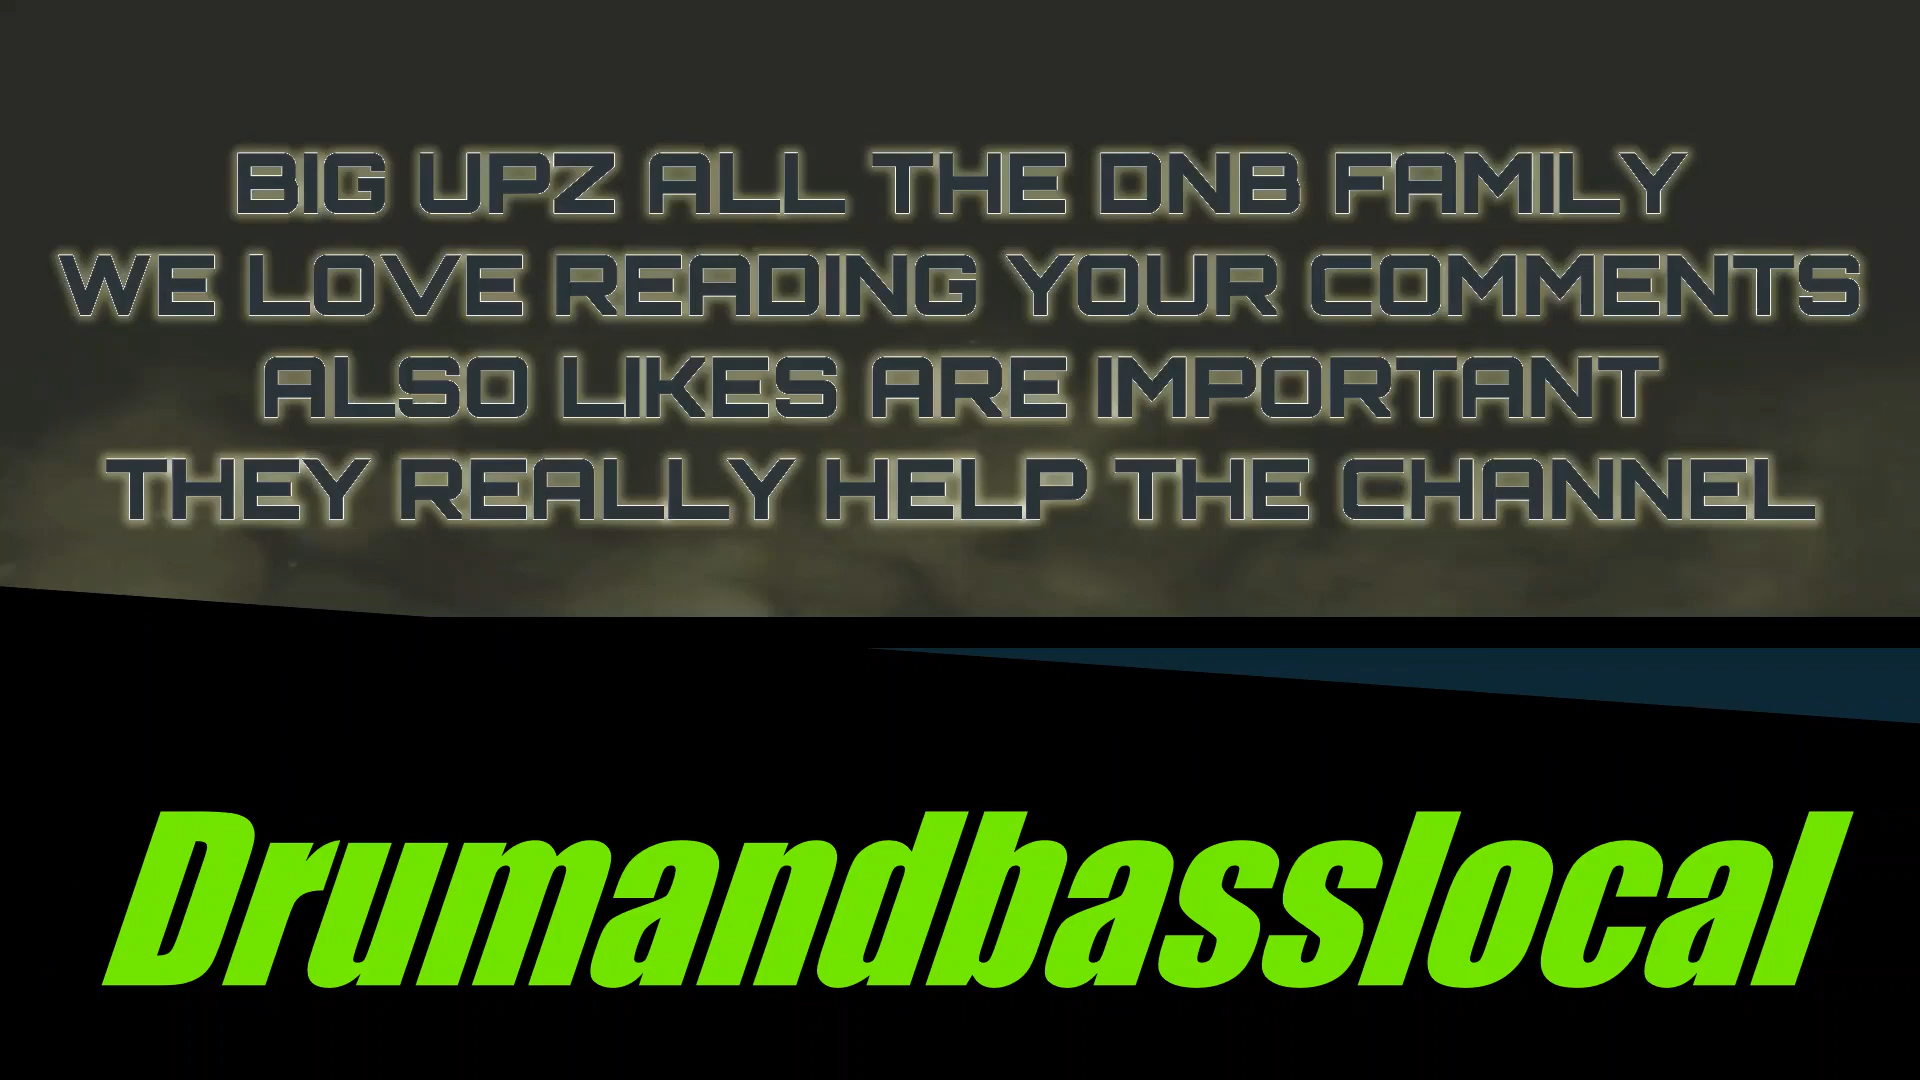 BIG UPZ ALL THE DNB FAMILY
WE LOVE READING YOUR COMMENTS
ALSO LIKES ARE IMPORTANT
THEY REALLY HELP THE CHANNEL
Drumandbasslocal